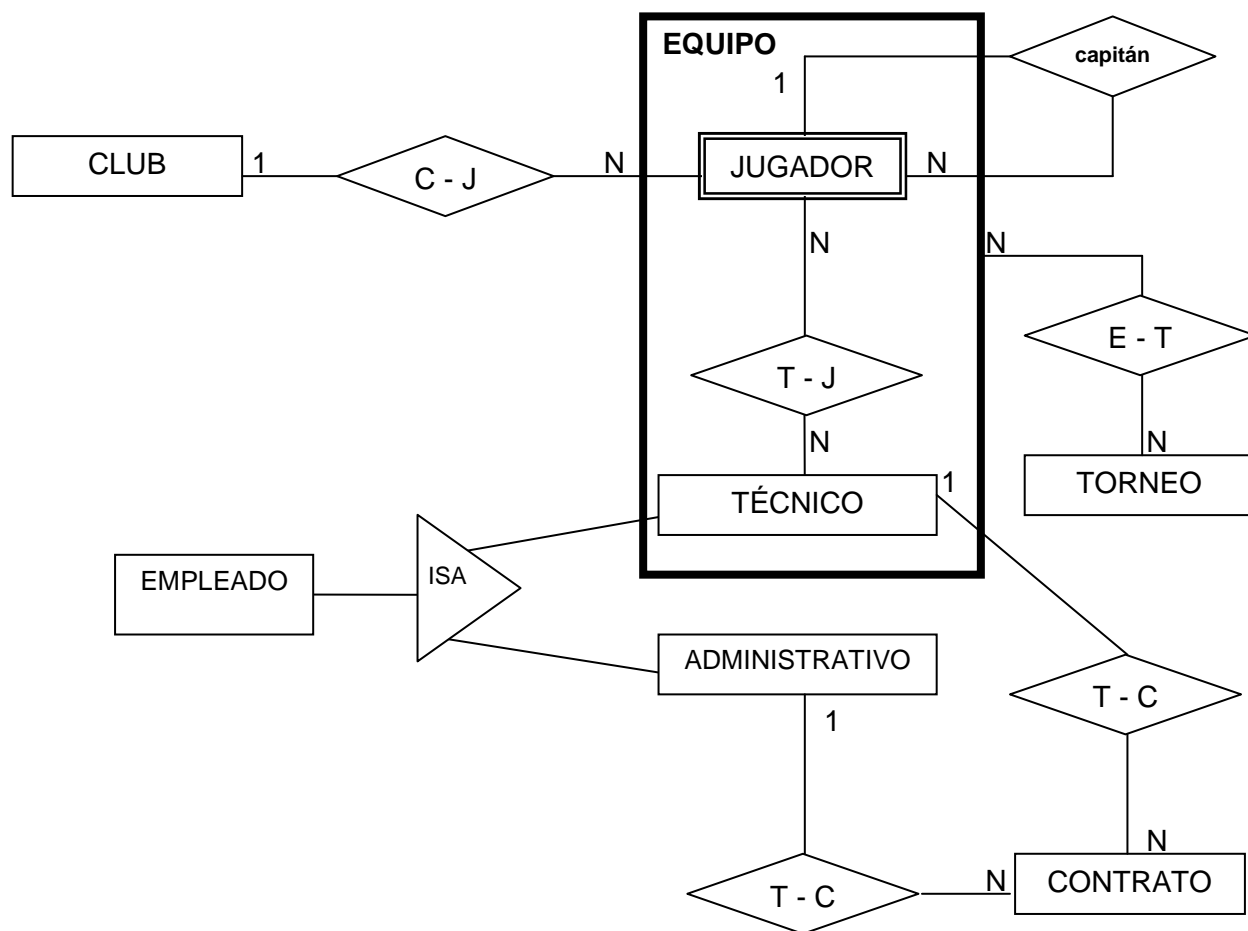 EQUIPO
capitán
1
CLUB
1
C - J
N
JUGADOR
N
N
N
E - T
T - J
N
N
TORNEO
TÉCNICO
1
EMPLEADO
ISA
ADMINISTRATIVO
T - C
1
N
CONTRATO
N
T - C